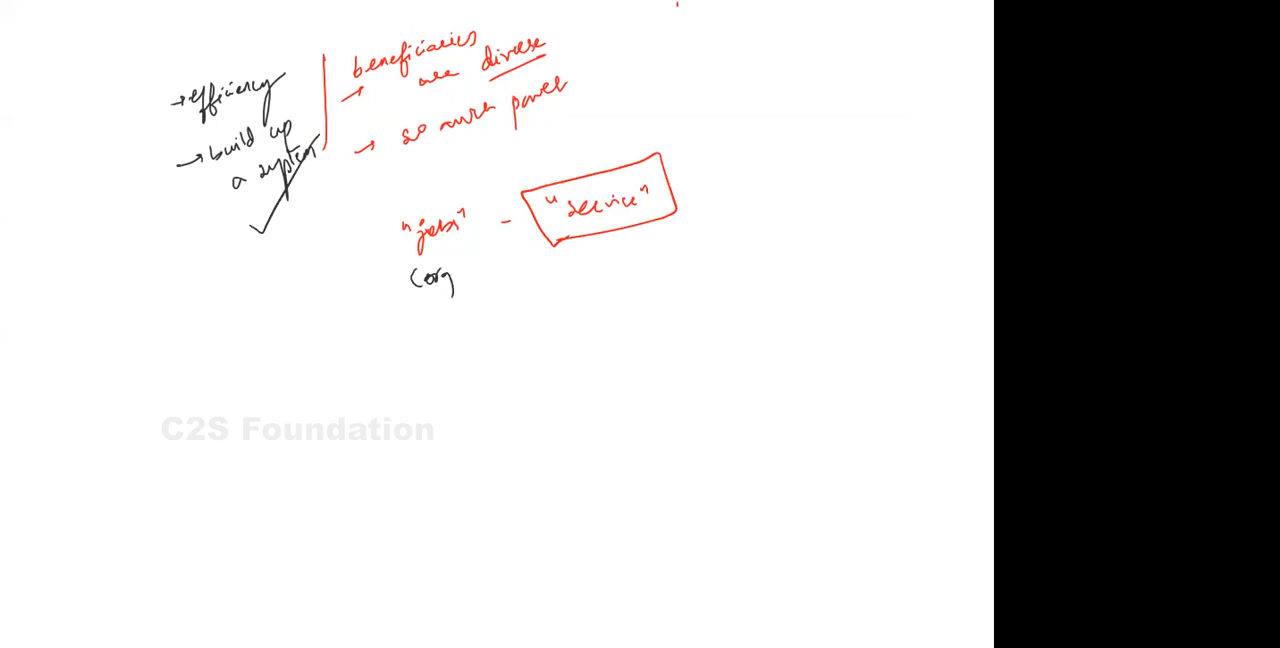 → efficiency
→ build up
a system
beneficiaries
→ are diverse
→ so much power
"jobs" - "service"
(org
C2S Foundation